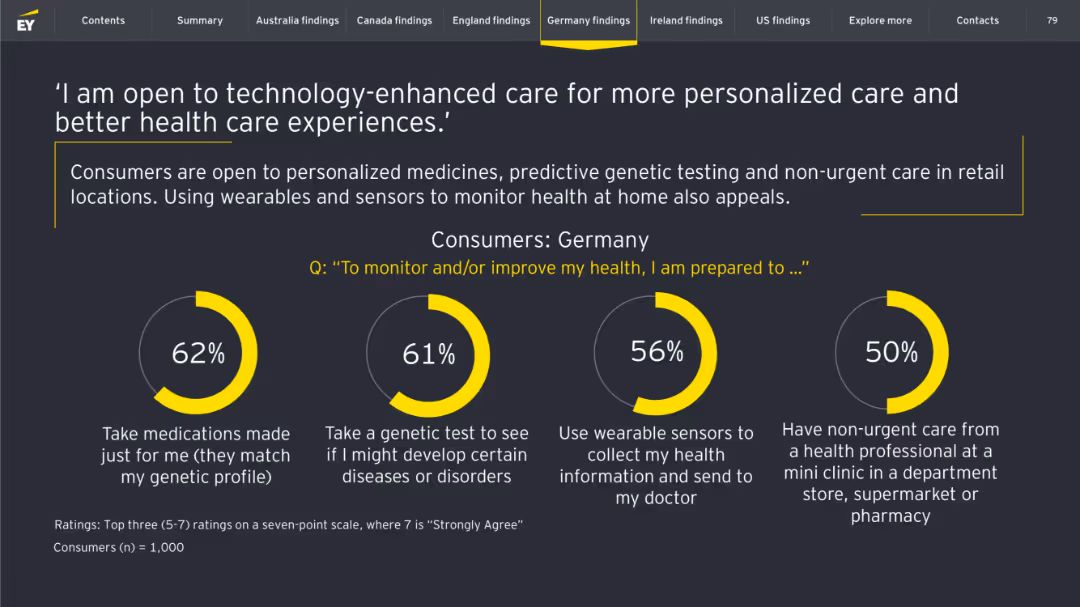 EY
Contents
Summary
Australia findings
Canada findings
England findings
Germany findings
Ireland findings
US findings
Explore more
Contacts
79
‘I am open to technology-enhanced care for more personalized care and
better health care experiences.’
Consumers are open to personalized medicines, predictive genetic testing and non-urgent care in retail
locations. Using wearables and sensors to monitor health at home also appeals.
Consumers: Germany
Q: “To monitor and/or improve my health, I am prepared to ...”
62%
Take medications made
just for me (they match
my genetic profile)
61%
Take a genetic test to see
if I might develop certain
diseases or disorders
56%
Use wearable sensors to
collect my health
information and send to
my doctor
50%
Have non-urgent care from
a health professional at a
mini clinic in a department
store, supermarket or
pharmacy
Ratings: Top three (5-7) ratings on a seven-point scale, where 7 is “Strongly Agree”
Consumers (n) = 1,000